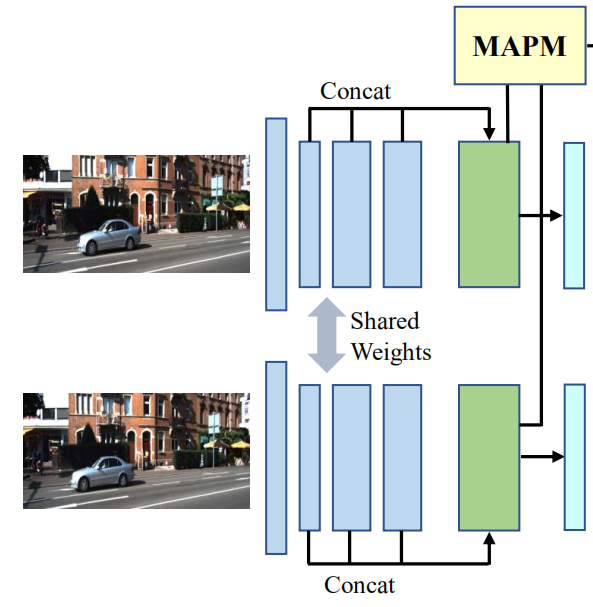 MAPM
Concat
Shared
Weights
Concat